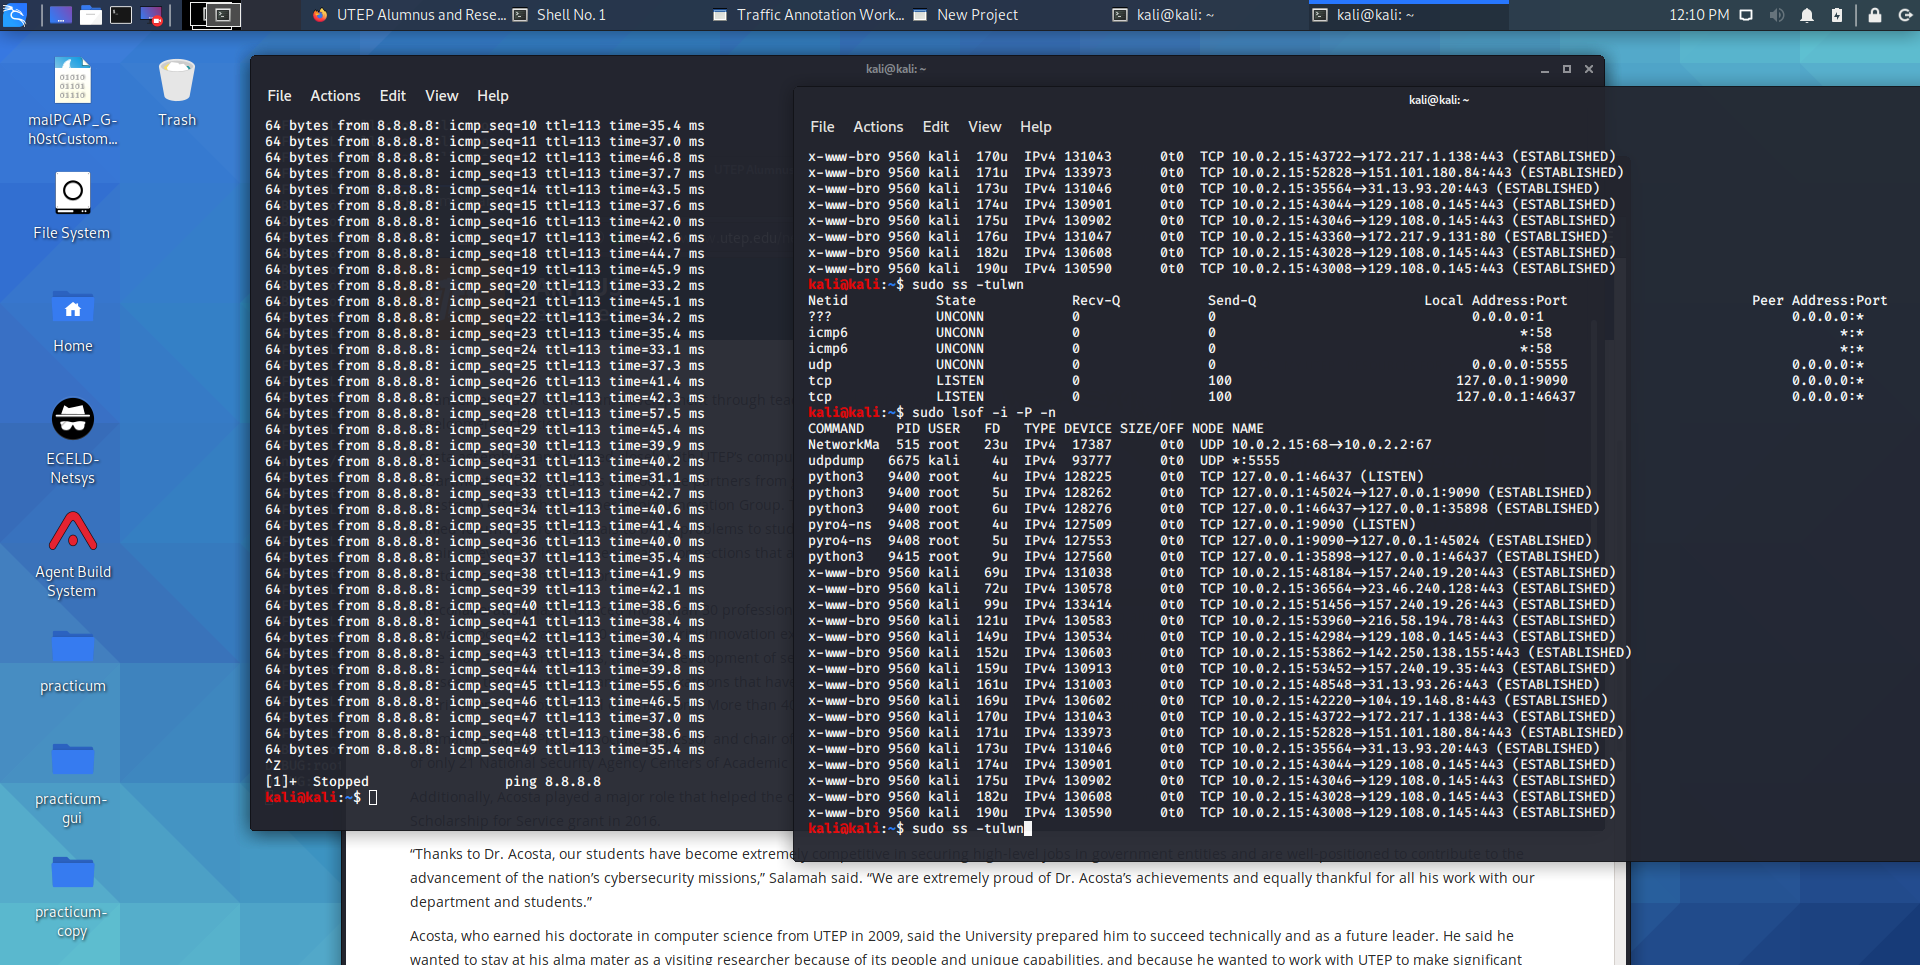 UTEP Alumnus and Rese...
Shell No. 1
Traffic Annotation Work...
New Project
kali@kali: ~
kali@kali: ~
12:10 PM
malPCAP_G-
h0stCustom...
Trash
File System
Home
ECELD-
Netsys
Agent Build
System
practicum
practicum-
gui
practicum-
copy
kali@kali: ~
File Actions Edit View Help
64 bytes from 8.8.8.8: icmp_seq=10 ttl=113 time=35.4 ms
64 bytes from 8.8.8.8: icmp_seq=11 ttl=113 time=37.0 ms
64 bytes from 8.8.8.8: icmp_seq=12 ttl=113 time=46.8 ms
64 bytes from 8.8.8.8: icmp_seq=13 ttl=113 time=37.7 ms
64 bytes from 8.8.8.8: icmp_seq=14 ttl=113 time=43.5 ms
64 bytes from 8.8.8.8: icmp_seq=15 ttl=113 time=37.6 ms
64 bytes from 8.8.8.8: icmp_seq=16 ttl=113 time=42.0 ms
64 bytes from 8.8.8.8: icmp_seq=17 ttl=113 time=42.6 ms
64 bytes from 8.8.8.8: icmp_seq=18 ttl=113 time=44.7 ms
64 bytes from 8.8.8.8: icmp_seq=19 ttl=113 time=45.9 ms
64 bytes from 8.8.8.8: icmp_seq=20 ttl=113 time=33.2 ms
64 bytes from 8.8.8.8: icmp_seq=21 ttl=113 time=45.1 ms
64 bytes from 8.8.8.8: icmp_seq=22 ttl=113 time=34.2 ms
64 bytes from 8.8.8.8: icmp_seq=23 ttl=113 time=35.4 ms
64 bytes from 8.8.8.8: icmp_seq=24 ttl=113 time=33.1 ms
64 bytes from 8.8.8.8: icmp_seq=25 ttl=113 time=37.3 ms
64 bytes from 8.8.8.8: icmp_seq=26 ttl=113 time=41.4 ms
64 bytes from 8.8.8.8: icmp_seq=27 ttl=113 time=42.3 ms
64 bytes from 8.8.8.8: icmp_seq=28 ttl=113 time=57.5 ms
64 bytes from 8.8.8.8: icmp_seq=29 ttl=113 time=45.4 ms
64 bytes from 8.8.8.8: icmp_seq=30 ttl=113 time=39.9 ms
64 bytes from 8.8.8.8: icmp_seq=31 ttl=113 time=40.2 ms
64 bytes from 8.8.8.8: icmp_seq=32 ttl=113 time=31.1 ms
64 bytes from 8.8.8.8: icmp_seq=33 ttl=113 time=42.7 ms
64 bytes from 8.8.8.8: icmp_seq=34 ttl=113 time=40.6 ms
64 bytes from 8.8.8.8: icmp_seq=35 ttl=113 time=41.4 ms
64 bytes from 8.8.8.8: icmp_seq=36 ttl=113 time=40.0 ms
64 bytes from 8.8.8.8: icmp_seq=37 ttl=113 time=35.4 ms
64 bytes from 8.8.8.8: icmp_seq=38 ttl=113 time=41.9 ms
64 bytes from 8.8.8.8: icmp_seq=39 ttl=113 time=42.1 ms
64 bytes from 8.8.8.8: icmp_seq=40 ttl=113 time=38.6 ms
64 bytes from 8.8.8.8: icmp_seq=41 ttl=113 time=38.4 ms
64 bytes from 8.8.8.8: icmp_seq=42 ttl=113 time=30.4 ms
64 bytes from 8.8.8.8: icmp_seq=43 ttl=113 time=34.8 ms
64 bytes from 8.8.8.8: icmp_seq=44 ttl=113 time=39.8 ms
64 bytes from 8.8.8.8: icmp_seq=45 ttl=113 time=55.6 ms
64 bytes from 8.8.8.8: icmp_seq=46 ttl=113 time=46.5 ms
64 bytes from 8.8.8.8: icmp_seq=47 ttl=113 time=37.0 ms
64 bytes from 8.8.8.8: icmp_seq=48 ttl=113 time=38.6 ms
64 bytes from 8.8.8.8: icmp_seq=49 ttl=113 time=35.4 ms
^Z
[1]+ Stopped ping 8.8.8.8
kali@kali:~$
kali@kali: ~
File Actions Edit View Help
x-www-bro 9560 kali 170u IPv4 131043 0t0 TCP 10.0.2.15:43722→172.217.1.138:443 (ESTABLISHED)
x-www-bro 9560 kali 171u IPv4 133973 0t0 TCP 10.0.2.15:52828→151.101.180.84:443 (ESTABLISHED)
x-www-bro 9560 kali 173u IPv4 131046 0t0 TCP 10.0.2.15:35564→31.13.93.20:443 (ESTABLISHED)
x-www-bro 9560 kali 174u IPv4 130901 0t0 TCP 10.0.2.15:43044→129.108.0.145:443 (ESTABLISHED)
x-www-bro 9560 kali 175u IPv4 130902 0t0 TCP 10.0.2.15:43046→129.108.0.145:443 (ESTABLISHED)
x-www-bro 9560 kali 176u IPv4 131047 0t0 TCP 10.0.2.15:43360→172.217.9.131:80 (ESTABLISHED)
x-www-bro 9560 kali 182u IPv4 130608 0t0 TCP 10.0.2.15:43028→129.108.0.145:443 (ESTABLISHED)
x-www-bro 9560 kali 190u IPv4 130590 0t0 TCP 10.0.2.15:43008→129.108.0.145:443 (ESTABLISHED)
kali@kali:~$ sudo ss -tulwn
Netid State Recv-Q Send-Q Local Address:Port Peer Address:Port
??? UNCONN 0 0 0.0.0.0:1 0.0.0.0:*
icmp6 UNCONN 0 0 *:58 *:*
icmp6 UNCONN 0 0 *:58 *:*
udp UNCONN 0 0 0.0.0.0:5555 0.0.0.0:*
tcp LISTEN 0 100 127.0.0.1:9090 0.0.0.0:*
tcp LISTEN 0 100 127.0.0.1:46437 0.0.0.0:*
kali@kali:~$ sudo lsof -i -P -n
COMMAND PID USER FD TYPE DEVICE SIZE/OFF NODE NAME
NetworkMa 515 root 23u IPv4 17387 0t0 UDP 10.0.2.15:68→10.0.2.2:67
udpdump 6675 kali 4u IPv4 93777 0t0 UDP *:5555
python3 9400 root 4u IPv4 128225 0t0 TCP 127.0.0.1:46437 (LISTEN)
python3 9400 root 5u IPv4 128262 0t0 TCP 127.0.0.1:45024→127.0.0.1:9090 (ESTABLISHED)
python3 9400 root 6u IPv4 128276 0t0 TCP 127.0.0.1:46437→127.0.0.1:35898 (ESTABLISHED)
pyro4-ns 9408 root 4u IPv4 127509 0t0 TCP 127.0.0.1:9090 (LISTEN)
pyro4-ns 9408 root 5u IPv4 127553 0t0 TCP 127.0.0.1:9090→127.0.0.1:45024 (ESTABLISHED)
python3 9415 root 9u IPv4 127560 0t0 TCP 127.0.0.1:35898→127.0.0.1:46437 (ESTABLISHED)
x-www-bro 9560 kali 69u IPv4 131038 0t0 TCP 10.0.2.15:48184→157.240.19.20:443 (ESTABLISHED)
x-www-bro 9560 kali 72u IPv4 130578 0t0 TCP 10.0.2.15:36564→23.46.240.128:443 (ESTABLISHED)
x-www-bro 9560 kali 99u IPv4 133414 0t0 TCP 10.0.2.15:51456→157.240.19.26:443 (ESTABLISHED)
x-www-bro 9560 kali 121u IPv4 130583 0t0 TCP 10.0.2.15:53960→216.58.194.78:443 (ESTABLISHED)
x-www-bro 9560 kali 149u IPv4 130534 0t0 TCP 10.0.2.15:42984→129.108.0.145:443 (ESTABLISHED)
x-www-bro 9560 kali 152u IPv4 130603 0t0 TCP 10.0.2.15:53862→142.250.138.155:443 (ESTABLISHED)
x-www-bro 9560 kali 159u IPv4 130913 0t0 TCP 10.0.2.15:53452→157.240.19.35:443 (ESTABLISHED)
x-www-bro 9560 kali 161u IPv4 131003 0t0 TCP 10.0.2.15:48548→31.13.93.26:443 (ESTABLISHED)
x-www-bro 9560 kali 169u IPv4 130602 0t0 TCP 10.0.2.15:42220→104.19.148.8:443 (ESTABLISHED)
x-www-bro 9560 kali 170u IPv4 131043 0t0 TCP 10.0.2.15:43722→172.217.1.138:443 (ESTABLISHED)
x-www-bro 9560 kali 171u IPv4 133973 0t0 TCP 10.0.2.15:52828→151.101.180.84:443 (ESTABLISHED)
x-www-bro 9560 kali 173u IPv4 131046 0t0 TCP 10.0.2.15:35564→31.13.93.20:443 (ESTABLISHED)
x-www-bro 9560 kali 174u IPv4 130901 0t0 TCP 10.0.2.15:43044→129.108.0.145:443 (ESTABLISHED)
x-www-bro 9560 kali 175u IPv4 130902 0t0 TCP 10.0.2.15:43046→129.108.0.145:443 (ESTABLISHED)
x-www-bro 9560 kali 182u IPv4 130608 0t0 TCP 10.0.2.15:43028→129.108.0.145:443 (ESTABLISHED)
x-www-bro 9560 kali 190u IPv4 130590 0t0 TCP 10.0.2.15:43008→129.108.0.145:443 (ESTABLISHED)
kali@kali:~$ sudo ss -tulwn
Additionally, Acosta played a major role that helped the
Scholarship for Service grant in 2016.
“Thanks to Dr. Acosta, our students have become extremely competitive in securing high-level jobs in government entities and are well-positioned to contribute to the
advancement of the nation’s cybersecurity missions,” Salamah said. “We are extremely proud of Dr. Acosta’s achievements and equally thankful for all his work with our
department and students.”
Acosta, who earned his doctorate in computer science from UTEP in 2009, said the University prepared him to succeed technically and as a future leader. He said he
wanted to stay at his alma mater as a visiting researcher because of its people and unique capabilities, and because he wanted to work with UTEP to make significant